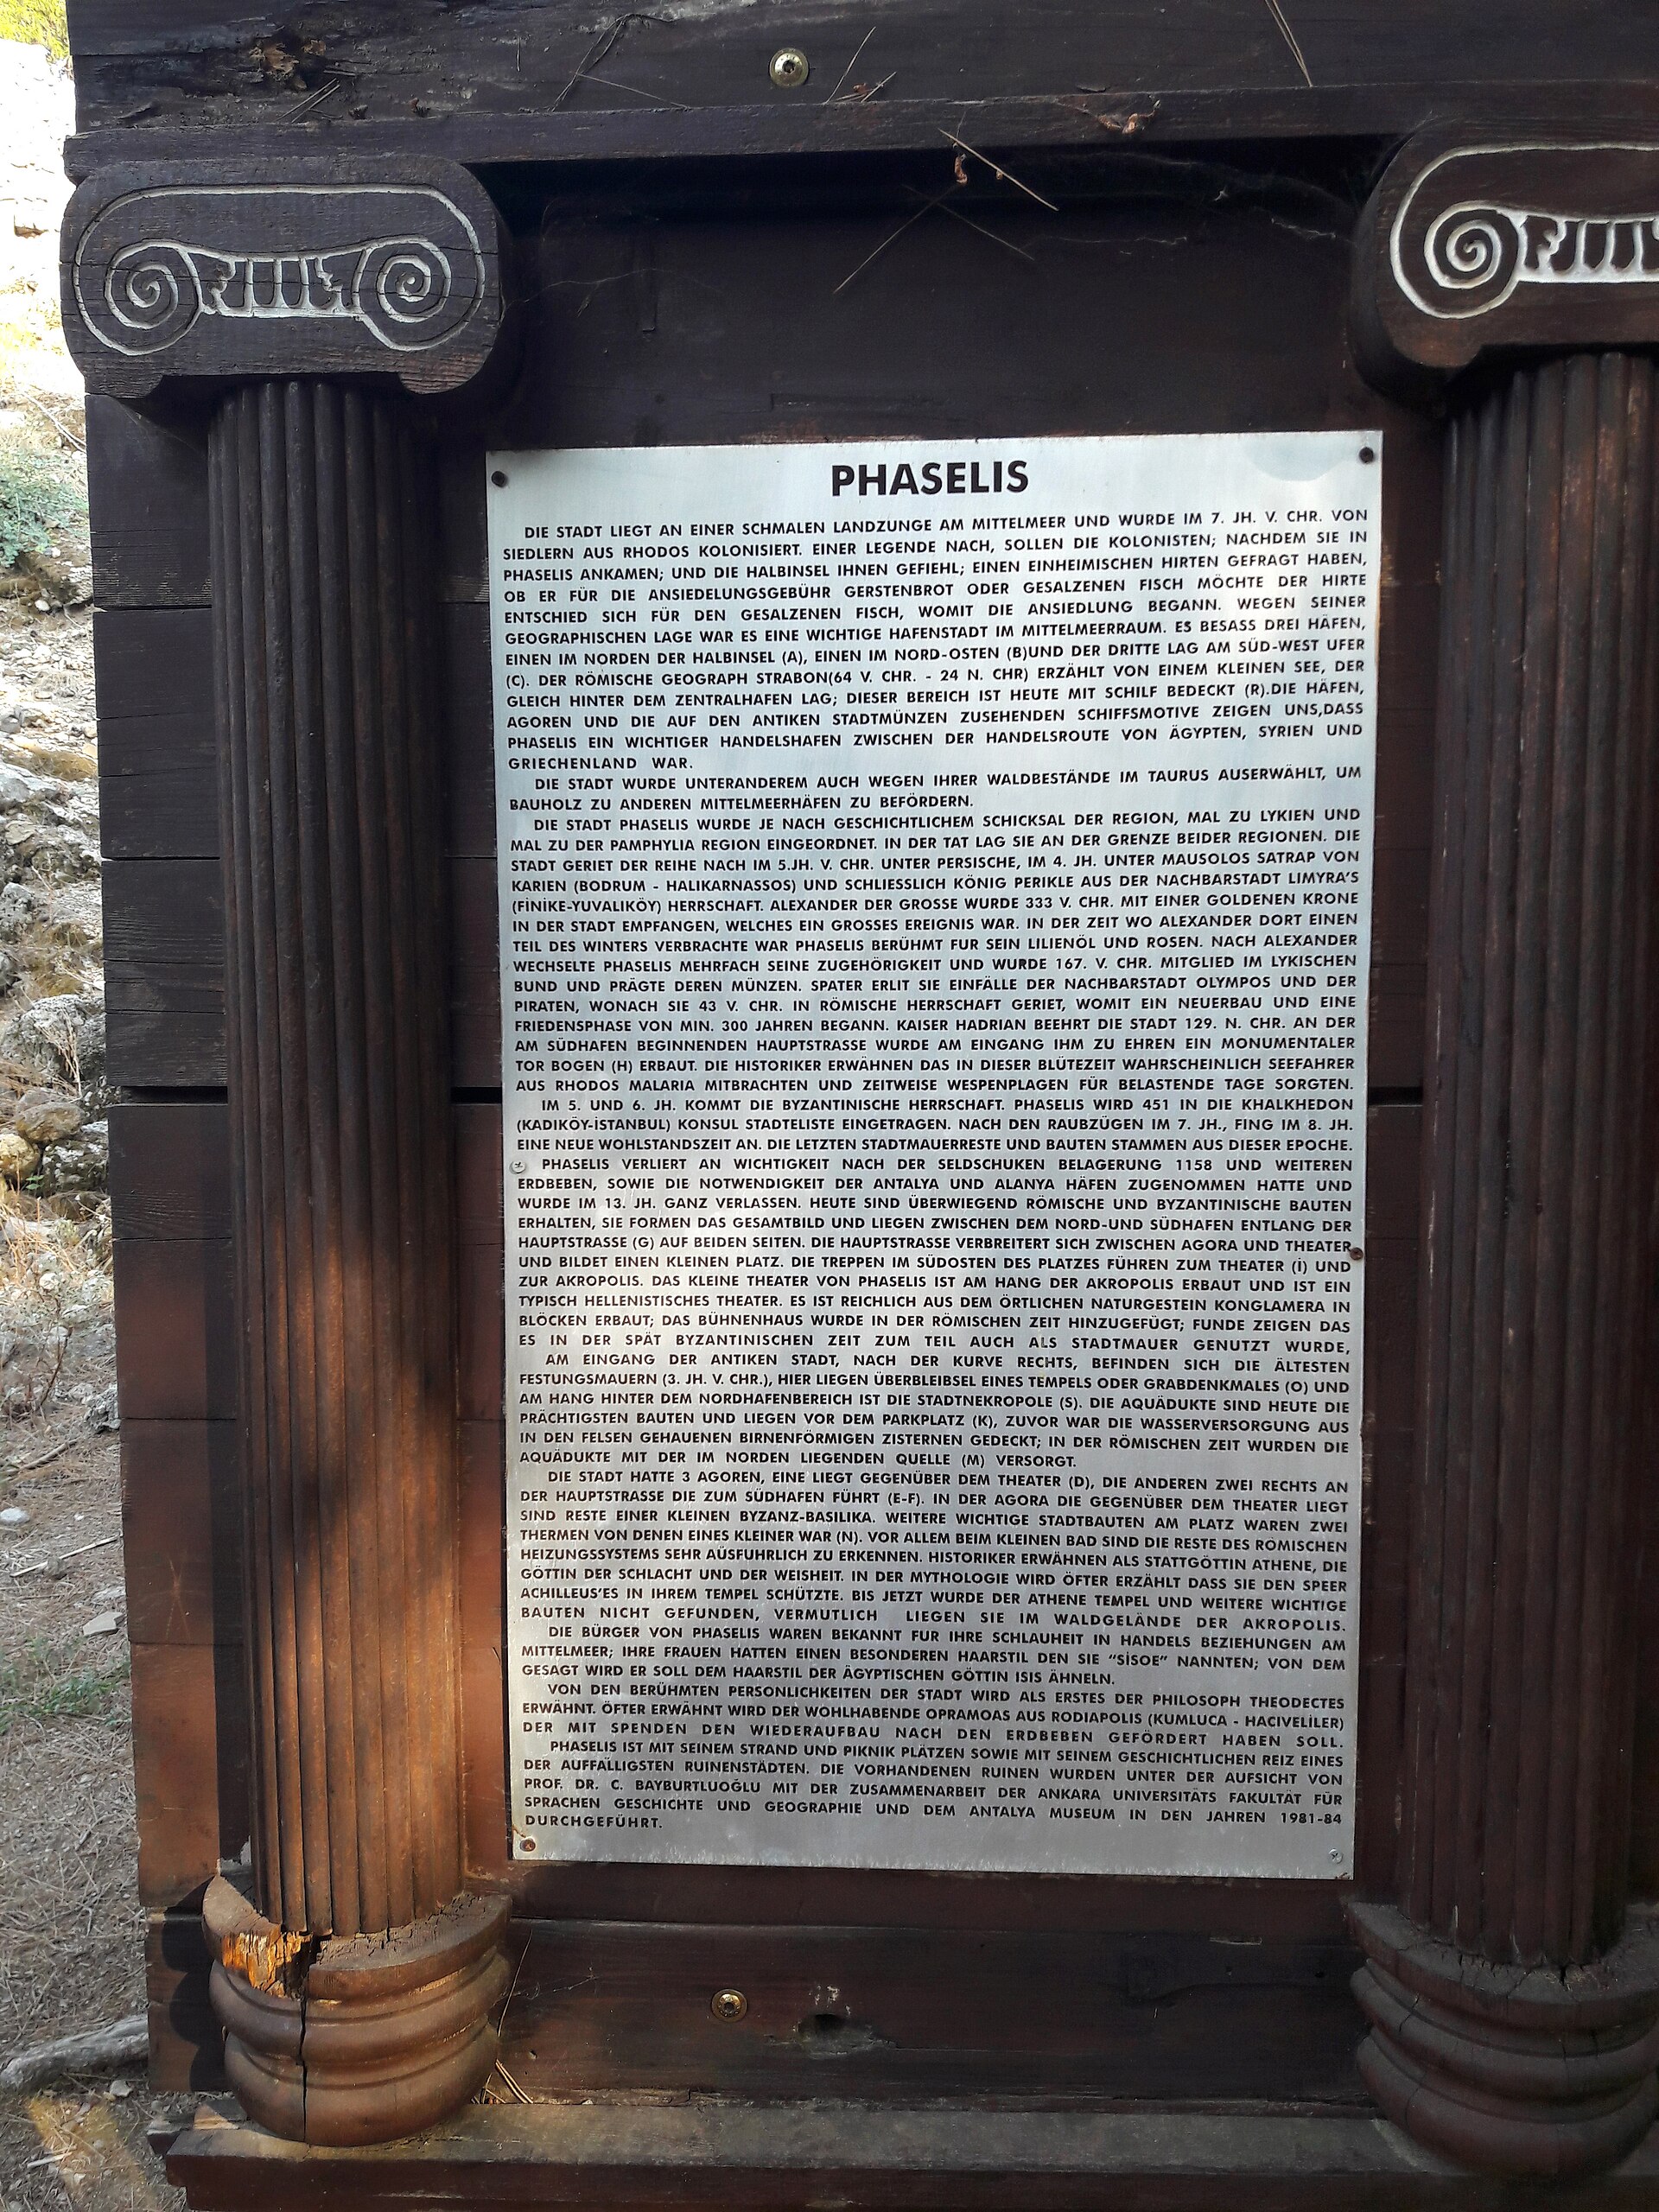 PHASELIS
DIE STADT LIEGT AN EINER SCHMALEN LANDZUNGE AM MITTELMEER UND WURDE IM 7. JH. V. CHR. VON
SIEDLERN AUS RHODOS KOLONISIERT. EINER LEGENDE NACH, SOLLEN DIE KOLONISTEN; NACHDEM SIE IN
PHASELIS ANKAMEN; UND DIE HALBINSEL IHNEN GEFIEHL; EINEN EINHEIMISCHEN HIRTEN GEFRAGT HABEN,
OB ER FÜR DIE ANSIEDELUNGSGEBÜHR GERSTENBROT ODER GESALZENEN FISCH MÖCHTE DER HIRTE
ENTSCHIED SICH FÜR DEN GESALZENEN FISCH, WOMIT DIE ANSIEDLUNG BEGANN. WEGEN SEINER
GEOGRAPHISCHEN LAGE WAR ES EINE WICHTIGE HAFENSTADT IM MITTELMEERRAUM. ES BESASS DREI HÄFEN,
EINEN IM NORDEN DER HALBINSEL (A), EINEN IM NORD-OSTEN (B)UND DER DRITTE LAG AM SÜD-WEST UFER
(C). DER RÖMISCHE GEOGRAPH STRABON(64 V. CHR. - 24 N. CHR) ERZÄHLT VON EINEM KLEINEN SEE, DER
GLEICH HINTER DEM ZENTRALHAFEN LAG; DIESER BEREICH IST HEUTE MIT SCHILF BEDECKT (R).DIE HÄFEN,
AGOREN UND DIE AUF DEN ANTIKEN STADTMÜNZEN ZUSEHENDEN SCHIFFSMOTIVE ZEIGEN UNS,DASS
PHASELIS EIN WICHTIGER HANDELSHAFEN ZWISCHEN DER HANDELSROUTE VON ÄGYPTEN, SYRIEN UND
GRIECHENLAND WAR.
DIE STADT WURDE UNTERANDEREM AUCH WEGEN IHRER WALDBESTÄNDE IM TAURUS AUSERWÄHLT, UM
BAUHOLZ ZU ANDEREN MITTELMEERHÄFEN ZU BEFÖRDERN.
DIE STADT PHASELIS WURDE JE NACH GESCHICHTLICHEM SCHICKSAL DER REGION, MAL ZU LYKIEN UND
MAL ZU DER PAMPHYLIA REGION EINGEORDNET. IN DER TAT LAG SIE AN DER GRENZE BEIDER REGIONEN. DIE
STADT GERIET DER REIHE NACH IM 5.JH. V. CHR. UNTER PERSISCHE, IM 4. JH. UNTER MAUSOLOS SATRAP VON
KARIEN (BODRUM - HALIKARNASSOS) UND SCHLIESSLICH KÖNIG PERIKLE AUS DER NACHBARSTADT LIMYRA'S
(FİNİKE-YUVALIKÖY) HERRSCHAFT. ALEXANDER DER GROSSE WURDE 333 V. CHR. MIT EINER GOLDENEN KRONE
IN DER STADT EMPFANGEN, WELCHES EIN GROSSES EREIGNIS WAR. IN DER ZEIT WO ALEXANDER DORT EINEN
TEIL DES WINTERS VERBRACHTE WAR PHASELIS BERÜHMT FUR SEIN LILIENÖL UND ROSEN. NACH ALEXANDER
WECHSELTE PHASELIS MEHRFACH SEINE ZUGEHÖRIGKEIT UND WURDE 167. V. CHR. MITGLIED IM LYKISCHEN
BUND UND PRÄGTE DEREN MÜNZEN. SPATER ERLIT SIE EINFÄLLE DER NACHBARSTADT OLYMPOS UND DER
PIRATEN, WONACH SIE 43 V. CHR. IN RÖMISCHE HERRSCHAFT GERIET, WOMIT EIN NEUERBAU UND EINE
FRIEDENSPHASE VON MIN. 300 JAHREN BEGANN. KAISER HADRIAN BEEHRT DIE STADT 129. N. CHR. AN DER
AM SÜDHAFEN BEGINNENDEN HAUPTSTRASSE WURDE AM EINGANG IHM ZU EHREN EIN MONUMENTALER
TOR BOGEN (H) ERBAUT. DIE HISTORIKER ERWÄHNEN DAS IN DIESER BLÜTEZEIT WAHRSCHEINLICH SEEFAHRER
AUS RHODOS MALARIA MITBRACHTEN UND ZEITWEISE WESPENPLAGEN FÜR BELASTENDE TAGE SORGTEN.
IM 5. UND 6. JH. KOMMT DIE BYZANTINISCHE HERRSCHAFT. PHASELIS WIRD 451 IN DIE KHALKHEDON
(KADIKÖY-İSTANBUL) KONSUL STADTELISTE EINGETRAGEN. NACH DEN RAUBZÜGEN IM 7. JH., FING IM 8. JH.
EINE NEUE WOHLSTANDSZEIT AN. DIE LETZTEN STADTMAUERRESTE UND BAUTEN STAMMEN AUS DIESER EPOCHE.
PHASELIS VERLIERT AN WICHTIGKEIT NACH DER SELDSCHUKEN BELAGERUNG 1158 UND WEITEREN
ERDBEBEN, SOWIE DIE NOTWENDIGKEIT DER ANTALYA UND ALANYA HÄFEN ZUGENOMMEN HATTE UND
WURDE IM 13. JH. GANZ VERLASSEN. HEUTE SIND ÜBERWIEGEND RÖMISCHE UND BYZANTINISCHE BAUTEN
ERHALTEN, SIE FORMEN DAS GESAMTBILD UND LIEGEN ZWISCHEN DEM NORD-UND SÜDHAFEN ENTLANG DER
HAUPTSTRASSE (G) AUF BEIDEN SEITEN. DIE HAUPTSTRASSE VERBREITERT SICH ZWISCHEN AGORA UND THEATER
UND BILDET EINEN KLEINEN PLATZ. DIE TREPPEN IM SÜDOSTEN DES PLATZES FÜHREN ZUM THEATER (İ) UND
ZUR AKROPOLIS. DAS KLEINE THEATER VON PHASELIS IST AM HANG DER AKROPOLIS ERBAUT UND IST EIN
TYPISCH HELLENISTISCHES THEATER. ES IST REICHLICH AUS DEM ÖRTLICHEN NATURGESTEIN KONGLAMERA IN
BLÖCKEN ERBAUT; DAS BÜHNENHAUS WURDE IN DER RÖMISCHEN ZEIT HINZUGEFÜGT; FUNDE ZEIGEN DAS
ES IN DER SPÄT BYZANTINISCHEN ZEIT ZUM TEIL AUCH ALS STADTMAUER GENUTZT WURDE,
AM EINGANG DER ANTIKEN STADT, NACH DER KURVE RECHTS, BEFINDEN SICH DIE ÄLTESTEN
FESTUNGSMAUERN (3. JH. V. CHR.), HIER LIEGEN ÜBERBLEIBSEL EINES TEMPELS ODER GRABDENKMALES (O) UND
AM HANG HINTER DEM NORDHAFENBEREICH IST DIE STADTNEKROPOLE (S). DIE AQUÄDUKTE SIND HEUTE DIE
PRÄCHTIGSTEN BAUTEN UND LIEGEN VOR DEM PARKPLATZ (K), ZUVOR WAR DIE WASSERVERSORGUNG AUS
IN DEN FELSEN GEHAUENEN BIRNENFÖRMIGEN ZISTERNEN GEDECKT; IN DER RÖMISCHEN ZEIT WURDEN DIE
AQUÄDUKTE MIT DER IM NORDEN LIEGENDEN QUELLE (M) VERSORGT.
DIE STADT HATTE 3 AGOREN, EINE LIEGT GEGENÜBER DEM THEATER (D), DIE ANDEREN ZWEI RECHTS AN
DER HAUPTSTRASSE DIE ZUM SÜDHAFEN FÜHRT (E-F). IN DER AGORA DIE GEGENÜBER DEM THEATER LIEGT
SIND RESTE EINER KLEINEN BYZANZ-BASILIKA. WEITERE WICHTIGE STADTBAUTEN AM PLATZ WAREN ZWEI
THERMEN VON DENEN EINES KLEINER WAR (N). VOR ALLEM BEIM KLEINEN BAD SIND DIE RESTE DES RÖMISCHEN
HEIZUNGSSYSTEMS SEHR AÜSFUHRLICH ZU ERKENNEN. HISTORIKER ERWÄHNEN ALS STATTGÖTTIN ATHENE, DIE
GÖTTIN DER SCHLACHT UND DER WEISHEIT. IN DER MYTHOLOGIE WIRD ÖFTER ERZÄHLT DASS SIE DEN SPEER
ACHILLEUS'ES IN IHREM TEMPEL SCHÜTZTE. BIS JETZT WURDE DER ATHENE TEMPEL UND WEITERE WICHTIGE
BAUTEN NICHT GEFUNDEN, VERMUTLICH LIEGEN SIE IM WALDGELÄNDE DER AKROPOLIS.
DIE BÜRGER VON PHASELIS WAREN BEKANNT FUR IHRE SCHLAUHEIT IN HANDELS BEZIEHUNGEN AM
MITTELMEER; IHRE FRAUEN HATTEN EINEN BESONDEREN HAARSTIL DEN SIE "SİSOE" NANNTEN; VON DEM
GESAGT WIRD ER SOLL DEM HAARSTIL DER ÄGYPTISCHEN GÖTTIN ISIS ÄHNELN.
VON DEN BERÜHMTEN PERSONLICHKEITEN DER STADT WIRD ALS ERSTES DER PHILOSOPH THEODECTES
ERWÄHNT. ÖFTER ERWÄHNT WIRD DER WOHLHABENDE OPRAMOAS AUS RODIAPOLIS (KUMLUCA - HACIVELİLER)
DER MIT SPENDEN DEN WIEDERAUFBAU NACH DEN ERDBEBEN GEFÖRDERT HABEN SOLL.
PHASELIS IST MIT SEINEM STRAND UND PIKNIK PLÄTZEN SOWIE MIT SEINEM GESCHICHTLICHEN REIZ EINES
DER AUFFÄLLIGSTEN RUINENSTÄDTEN. DIE VORHANDENEN RUINEN WURDEN UNTER DER AUFSICHT VON
PROF. DR. C. BAYBURTLUOĞLU MIT DER ZUSAMMENARBEIT DER ANKARA UNIVERSITÄTS FAKULTÄT FÜR
SPRACHEN GESCHICHTE UND GEOGRAPHIE UND DEM ANTALYA MUSEUM IN DEN JAHREN 1981-84
DURCHGEFÜHRT.